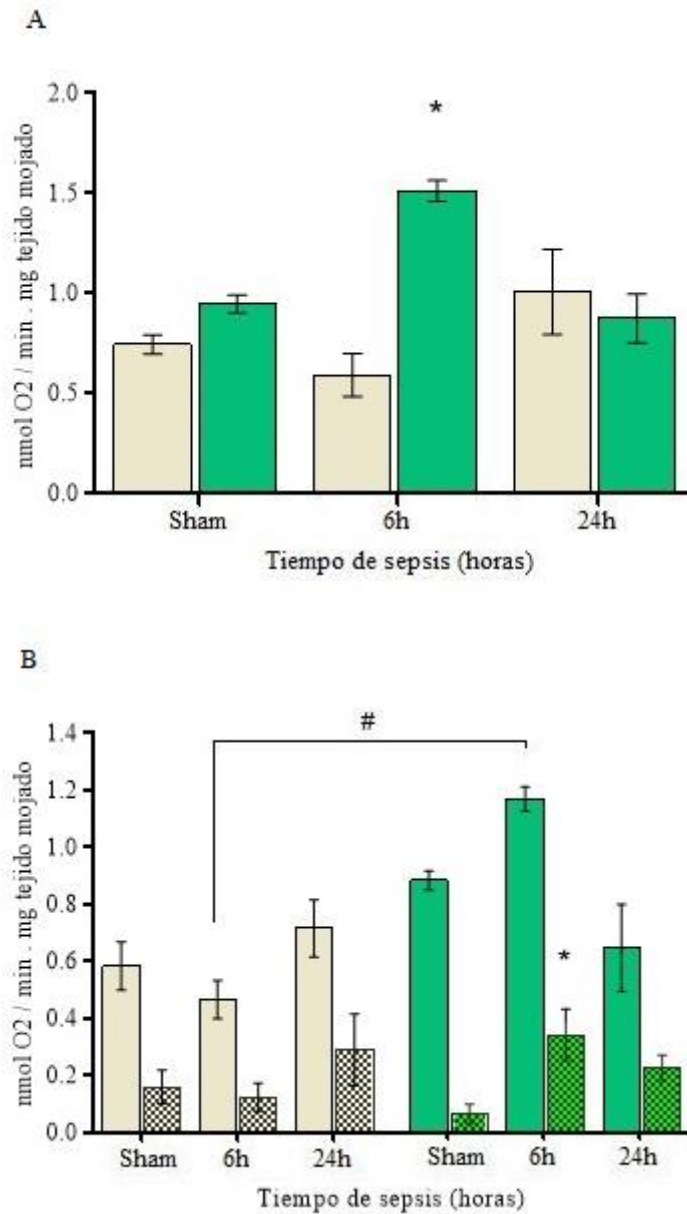 A
2.0
1.5
1.0
0.5
0.0
nmol O2 / min . mg tejido mojado
*
Sham 6h 24h
Tiempo de sepsis (horas)
B
1.4
1.2
1.0
0.8
0.6
0.4
0.2
0.0
nmol O2 / min . mg tejido mojado
#
*
Sham 6h 24h Sham 6h 24h
Tiempo de sepsis (horas)